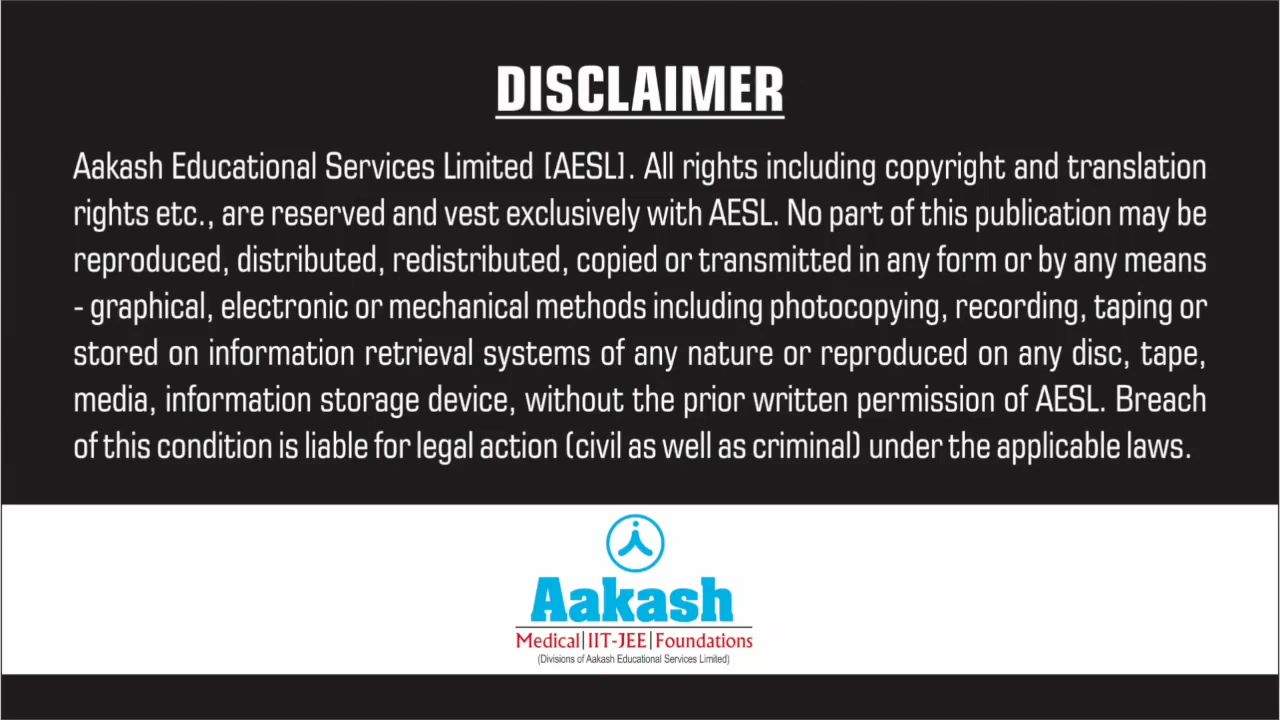 DISCLAIMER
Aakash Educational Services Limited [AESL]. All rights including copyright and translation
rights etc., are reserved and vest exclusively with AESL. No part of this publication may be
reproduced, distributed, redistributed, copied or transmitted in any form or by any means
- graphical, electronic or mechanical methods including photocopying, recording, taping or
stored on information retrieval systems of any nature or reproduced on any disc, tape,
media, information storage device, without the prior written permission of AESL. Breach
of this condition is liable for legal action (civil as well as criminal) under the applicable laws.
Aakash
Medical|IIT-JEE|Foundations
(Divisions of Aakash Educational Services Limited)